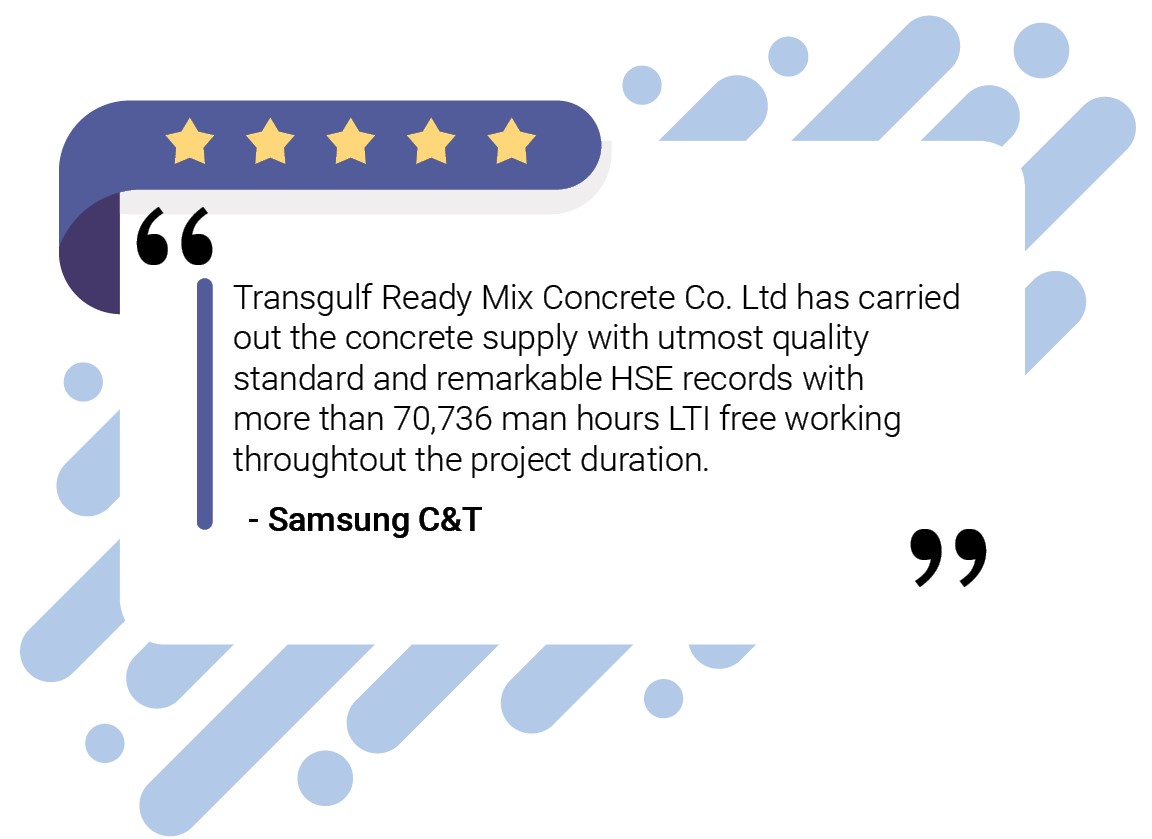 “
Transgulf Ready Mix Concrete Co. Ltd has carried
out the concrete supply with utmost quality
standard and remarkable HSE records with
more than 70,736 man hours LTI free working
throughtout the project duration.
- Samsung C&T
”